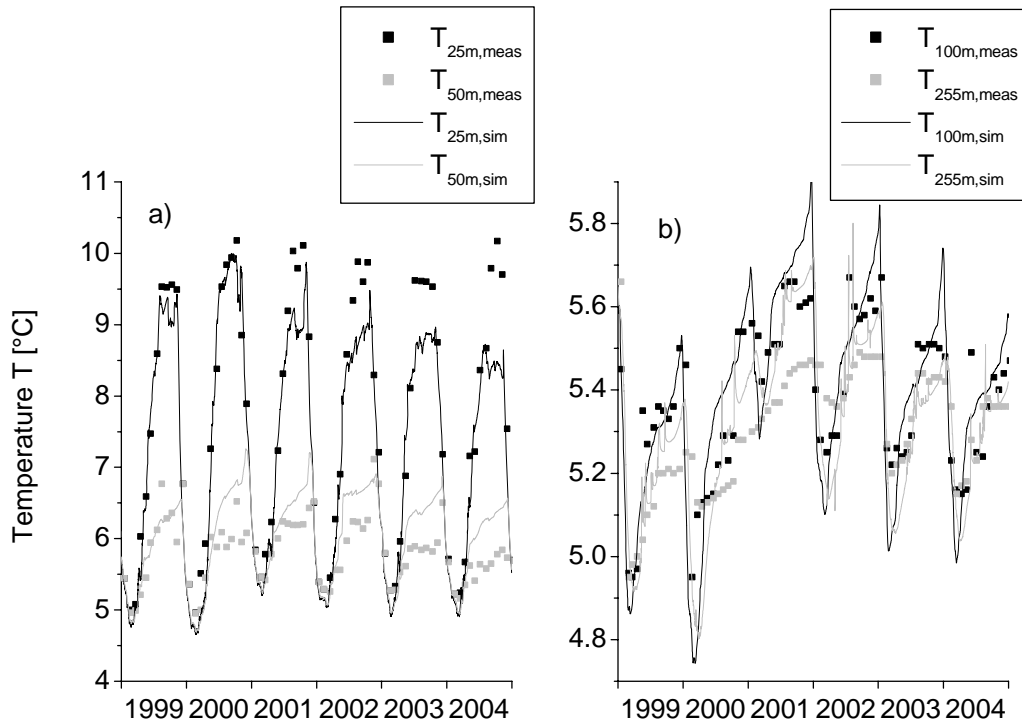 T25m,meas
T50m,meas
T25m,sim
T50m,sim
T100m,meas
T255m,meas
T100m,sim
T255m,sim
Temperature T [°C]
a)
11
10
9
8
7
6
5
4
1999 2000 2001 2002 2003 2004
b)
5.8
5.6
5.4
5.2
5.0
4.8
1999 2000 2001 2002 2003 2004